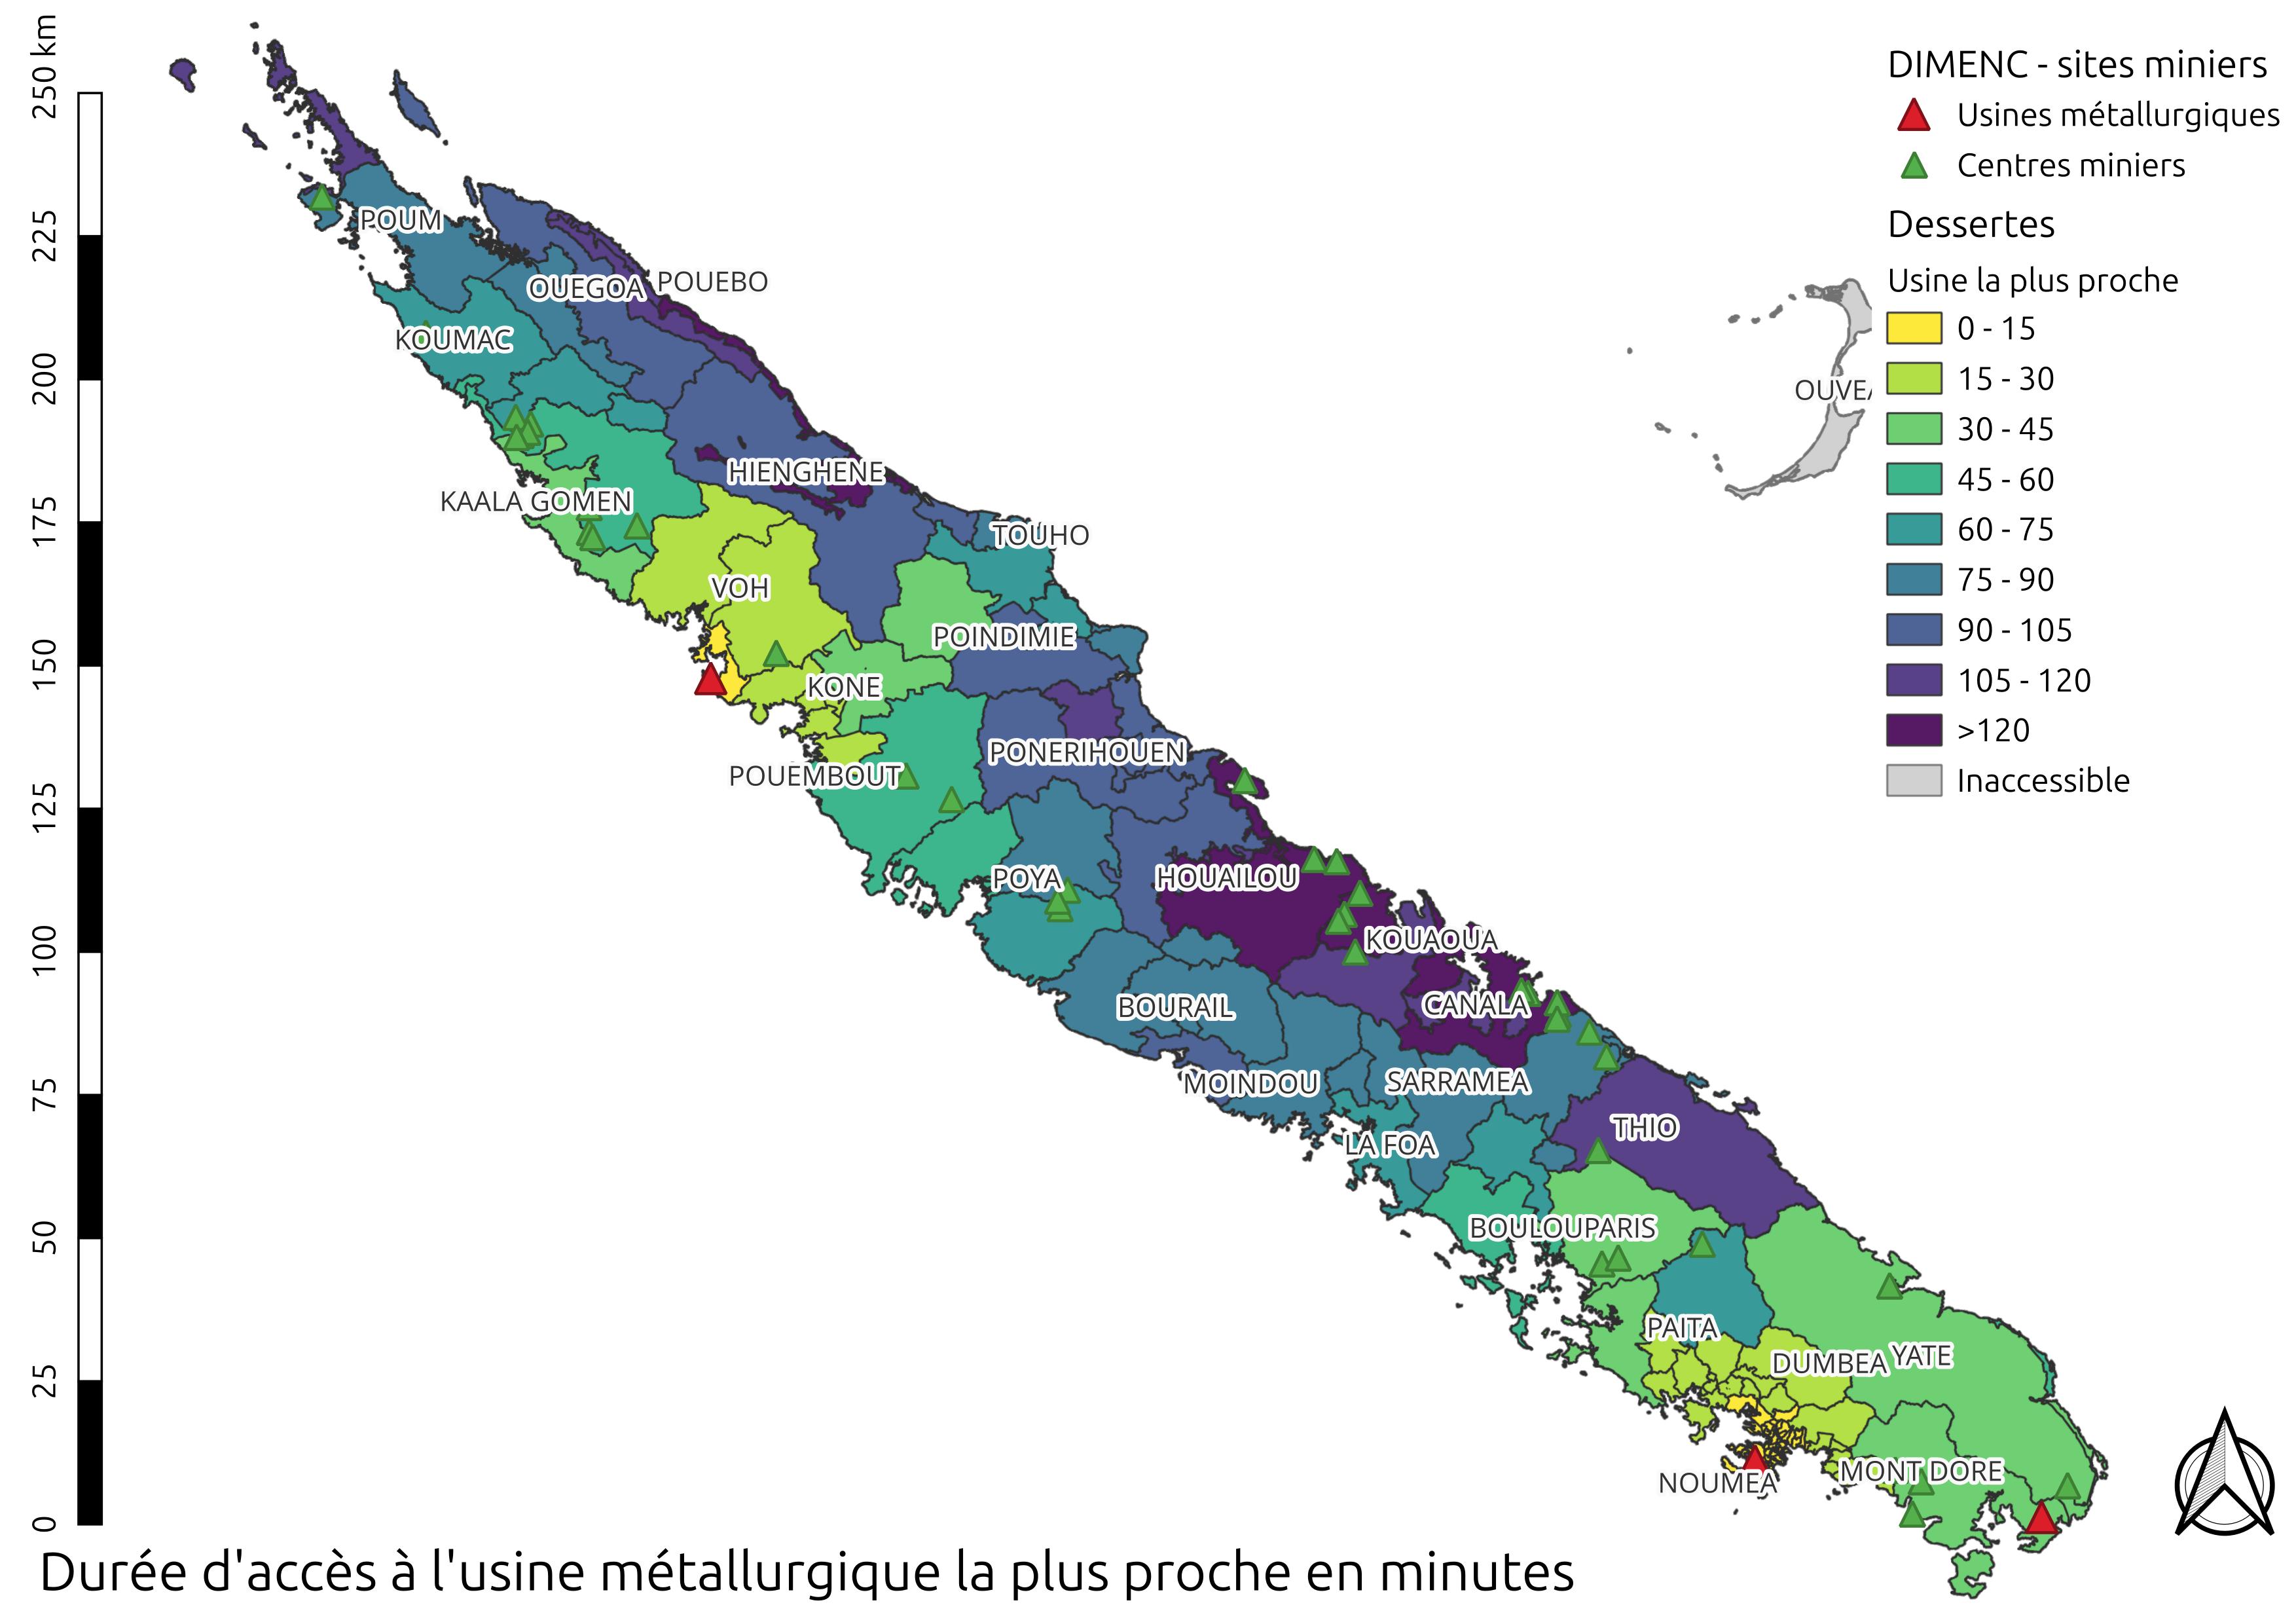 250 km
225
200
175
150
125
100
75
50
25
0
POUM
OUEGOA
POUEBO
KOUMAC
HIENGHENE
KAALA GOMEN
TOUHO
VOH
POINDIMIE
KONE
PONERIHOUEN
POUEMBOUT
POYA
HOUAILOU
KOUAOUA
BOURAIL
CANALA
MOINDOU
SARRAMEA
LA FOA
THIO
BOULOUPARIS
PAITA
DUMBEA
YATE
NOUMEA
MONT DORE
OUVEA
DIMENC - sites miniers
Usines métallurgiques
Centres miniers
Dessertes
Usine la plus proche
0 - 15
15 - 30
30 - 45
45 - 60
60 - 75
75 - 90
90 - 105
105 - 120
>120
Inaccessible
Durée d'accès à l'usine métallurgique la plus proche en minutes